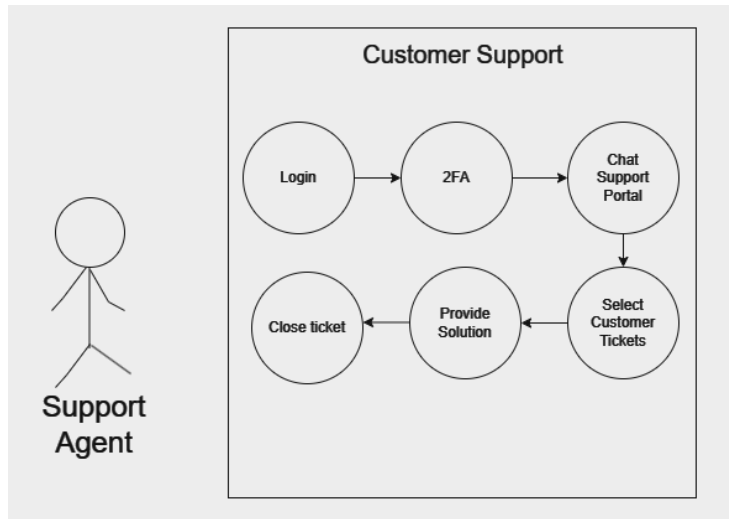 Customer Support
Login
2FA
Chat
Support
Portal
Close ticket
Provide
Solution
Select
Customer
Tickets
Support
Agent